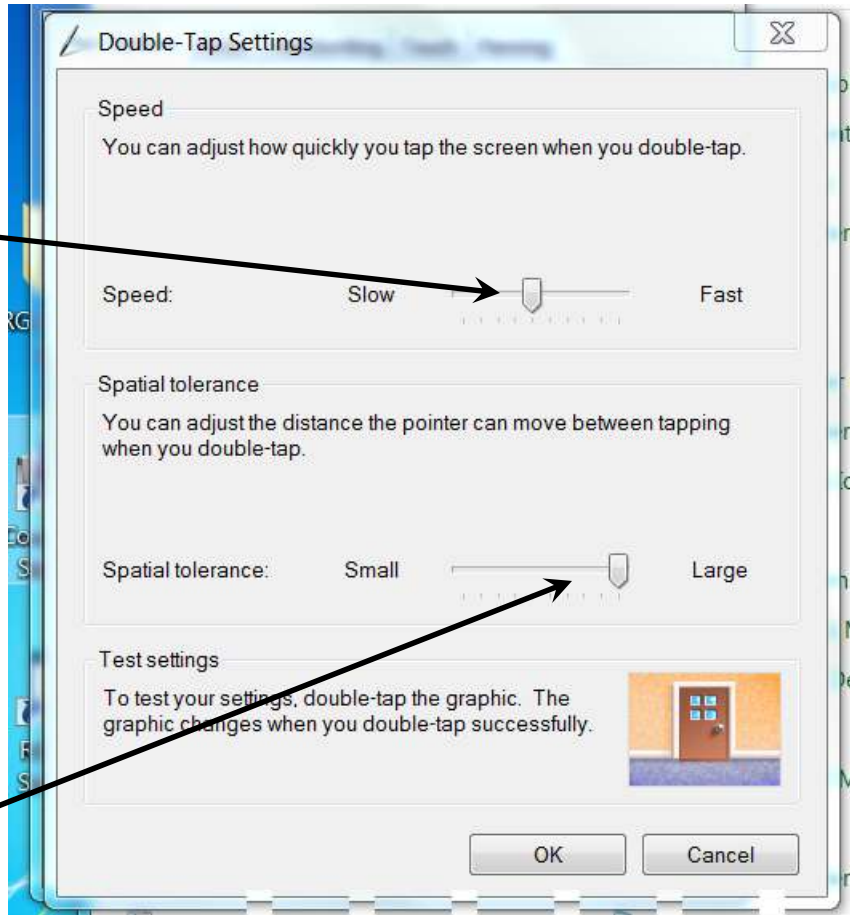 Double-Tap Settings
Speed
You can adjust how quickly you tap the screen when you double-tap.
Speed: Slow Fast
Spatial tolerance
You can adjust the distance the pointer can move between tapping
when you double-tap.
Spatial tolerance: Small Large
Test settings
To test your settings, double-tap the graphic. The
graphic changes when you double-tap successfully.
OK Cancel